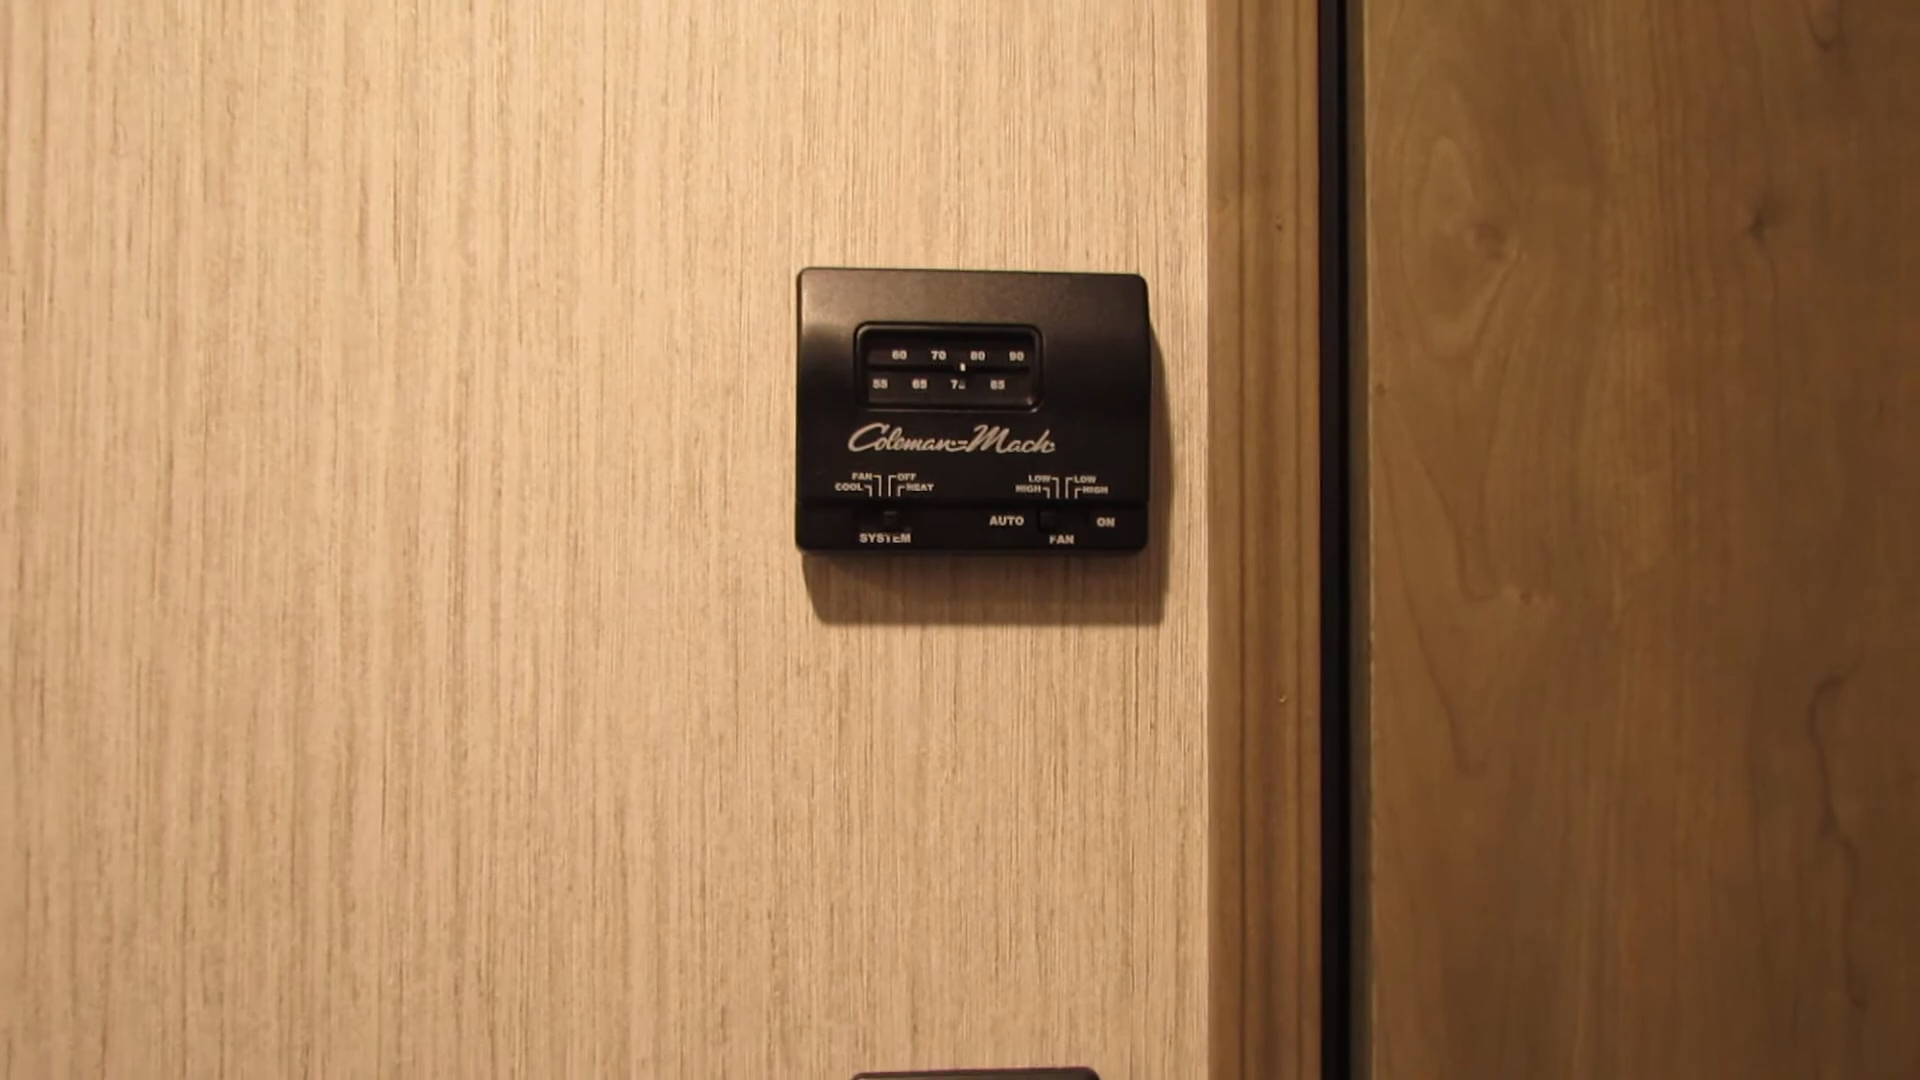 60 70 80 90
55 65 75 85
Coleman-Mach
FAN OFF LOW LOW
COOL HEAT HIGH HIGH
AUTO ON
SYSTEM FAN